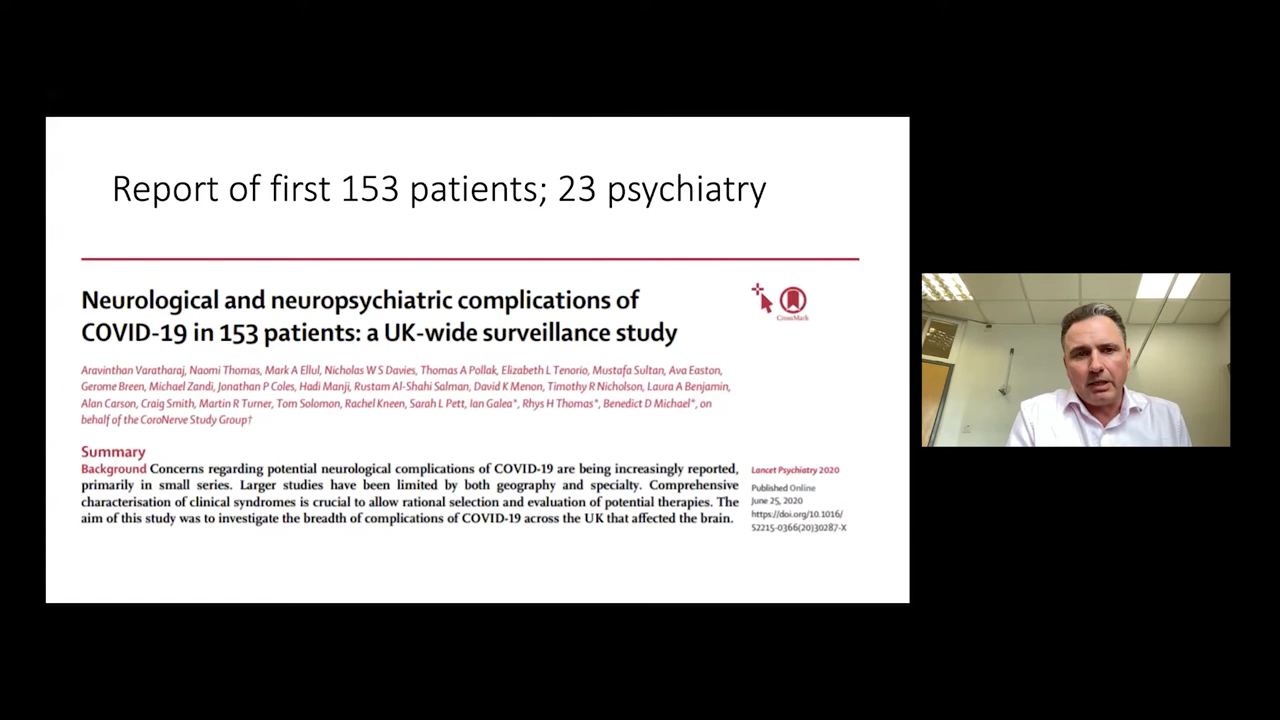 Report of first 153 patients; 23 psychiatry
Neurological and neuropsychiatric complications of
COVID-19 in 153 patients: a UK-wide surveillance study
CrossMark
Aravinthan Varatharaj, Naomi Thomas, Mark A Ellul, Nicholas W S Davies, Thomas A Pollak, Elizabeth L Tenorio, Mustafa Sultan, Ava Easton,
Gerome Breen, Michael Zandi, Jonathan P Coles, Hadi Manji, Rustam Al-Shahi Salman, David K Menon, Timothy R Nicholson, Laura A Benjamin,
Alan Carson, Craig Smith, Martin R Turner, Tom Solomon, Rachel Kneen, Sarah L Pett, Ian Galea*, Rhys H Thomas*, Benedict D Michael*, on
behalf of the CoroNerve Study Group†
Summary
Background Concerns regarding potential neurological complications of COVID-19 are being increasingly reported,
primarily in small series. Larger studies have been limited by both geography and specialty. Comprehensive
characterisation of clinical syndromes is crucial to allow rational selection and evaluation of potential therapies. The
aim of this study was to investigate the breadth of complications of COVID-19 across the UK that affected the brain.
Lancet Psychiatry 2020
Published Online
June 25, 2020
https://doi.org/10.1016/
S2215-0366(20)30287-X